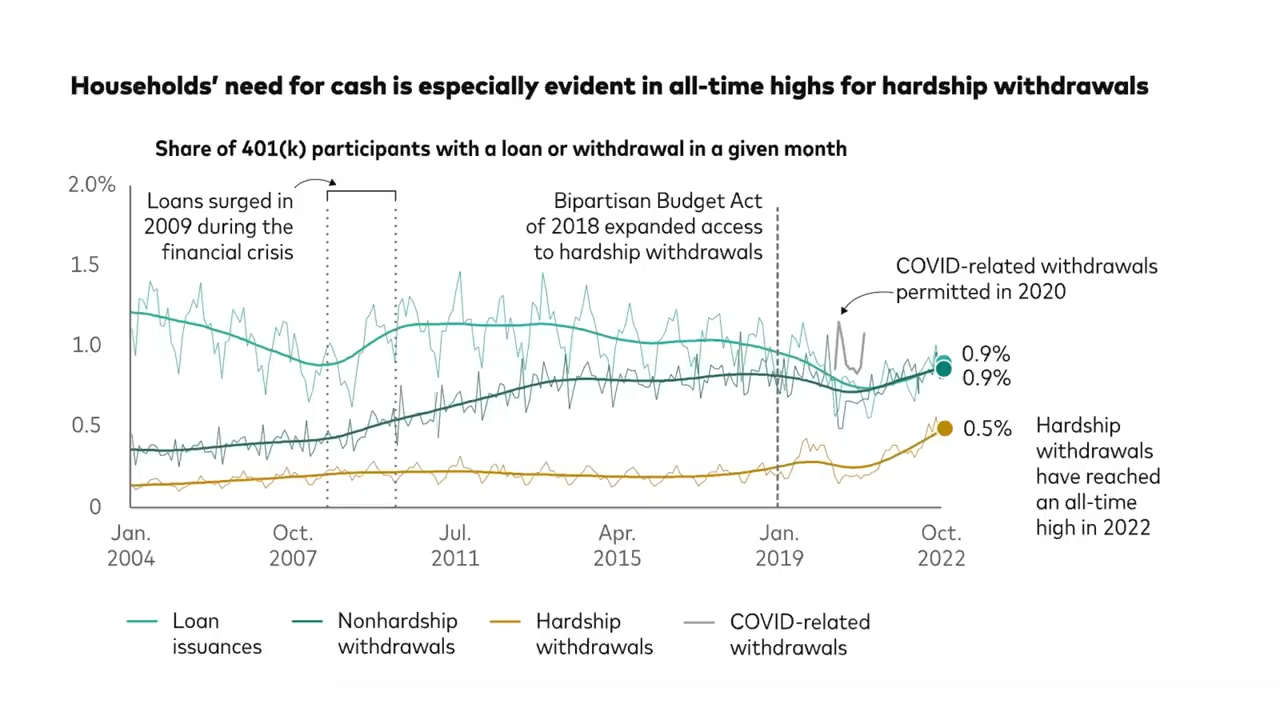 Households’ need for cash is especially evident in all-time highs for hardship withdrawals
Share of 401(k) participants with a loan or withdrawal in a given month
2.0%
1.5
1.0
0.5
0
Loans surged in
2009 during the
financial crisis
Bipartisan Budget Act
of 2018 expanded access
to hardship withdrawals
COVID-related withdrawals
permitted in 2020
0.9%
0.9%
0.5%
Hardship
withdrawals
have reached
an all-time
high in 2022
Jan.
2004
Oct.
2007
Jul.
2011
Apr.
2015
Jan.
2019
Oct.
2022
Loan
issuances
Nonhardship
withdrawals
Hardship
withdrawals
COVID-related
withdrawals